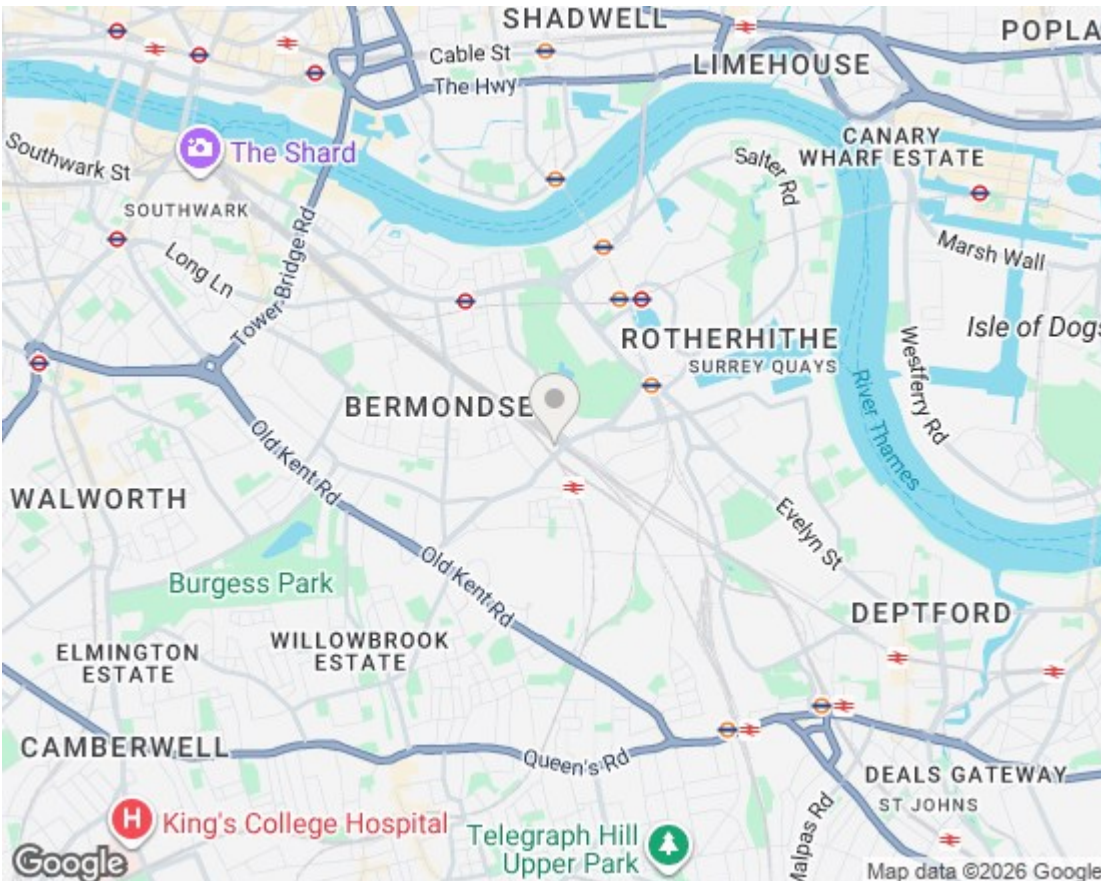 SHADWELL
POPLA
Cable St
LIMEHOUSE
The Hwy
CANARY
WHARF ESTATE
Southwark St
The Shard
Salter Rd
SOUTHWARK
Tower Bridge Rd
Long Ln
Marsh Wall
ROTHERHITHE
SURREY QUAYS
Isle of Dogs
Westferry Rd
River Thames
BERMONDSE
Old Kent Rd
WALWORTH
Evelyn St
Old Kent Rd
Burgess Park
DEPTFORD
WILLOWBROOK
ESTATE
ELMINGTON
ESTATE
CAMBERWELL
Queen's Rd
DEALS GATEWAY
ST JOHNS
Malpas Rd
H
King's College Hospital
Telegraph Hill
Upper Park
Google
Map data ©2026 Google